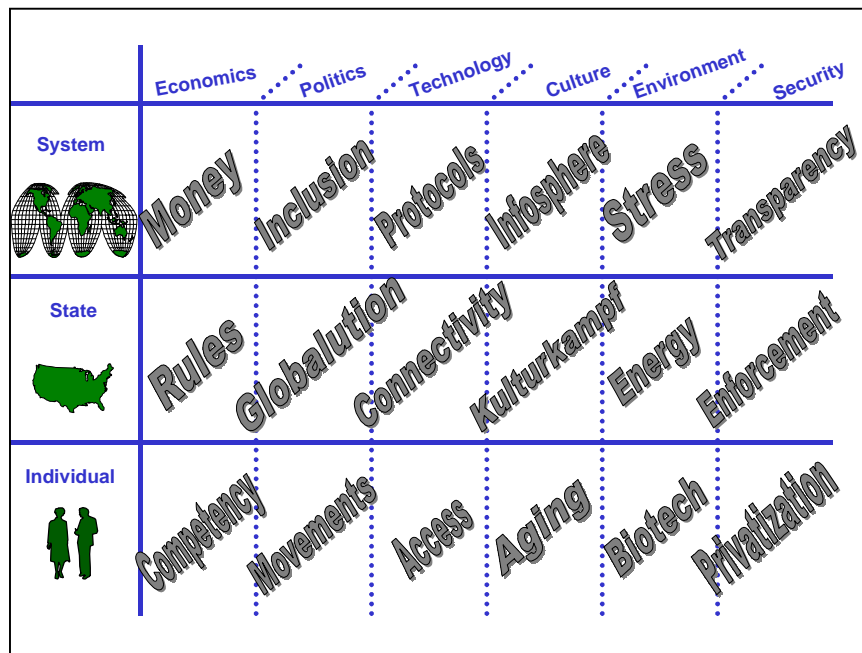 Economics Politics Technology Culture Environment Security
System
Money Inclusion Protocols Infosphere Stress Transparency
State
Rules Globalution Connectivity Kulturkampf Energy Enforcement
Individual
Competency Movements Access Aging Biotech Privatization